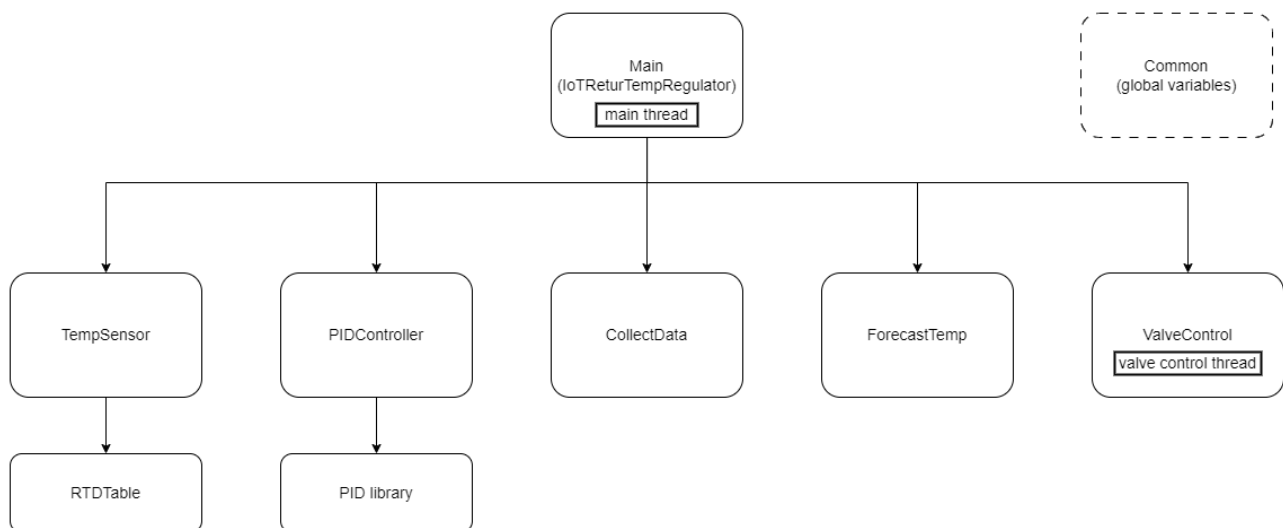 Main
(IoTReturTempRegulator)
main thread
Common
(global variables)
TempSensor
PIDController
CollectData
ForecastTemp
ValveControl
valve control thread
RTDTable
PID library